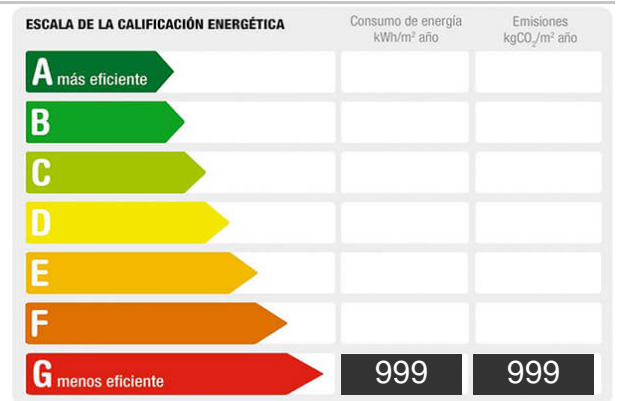 ESCALA DE LA CALIFICACIÓN ENERGÉTICA
Consumo de energía
kWh/m² año
Emisiones
kgCO₂/m² año
A más eficiente
B
C
D
E
F
G menos eficiente
999
999